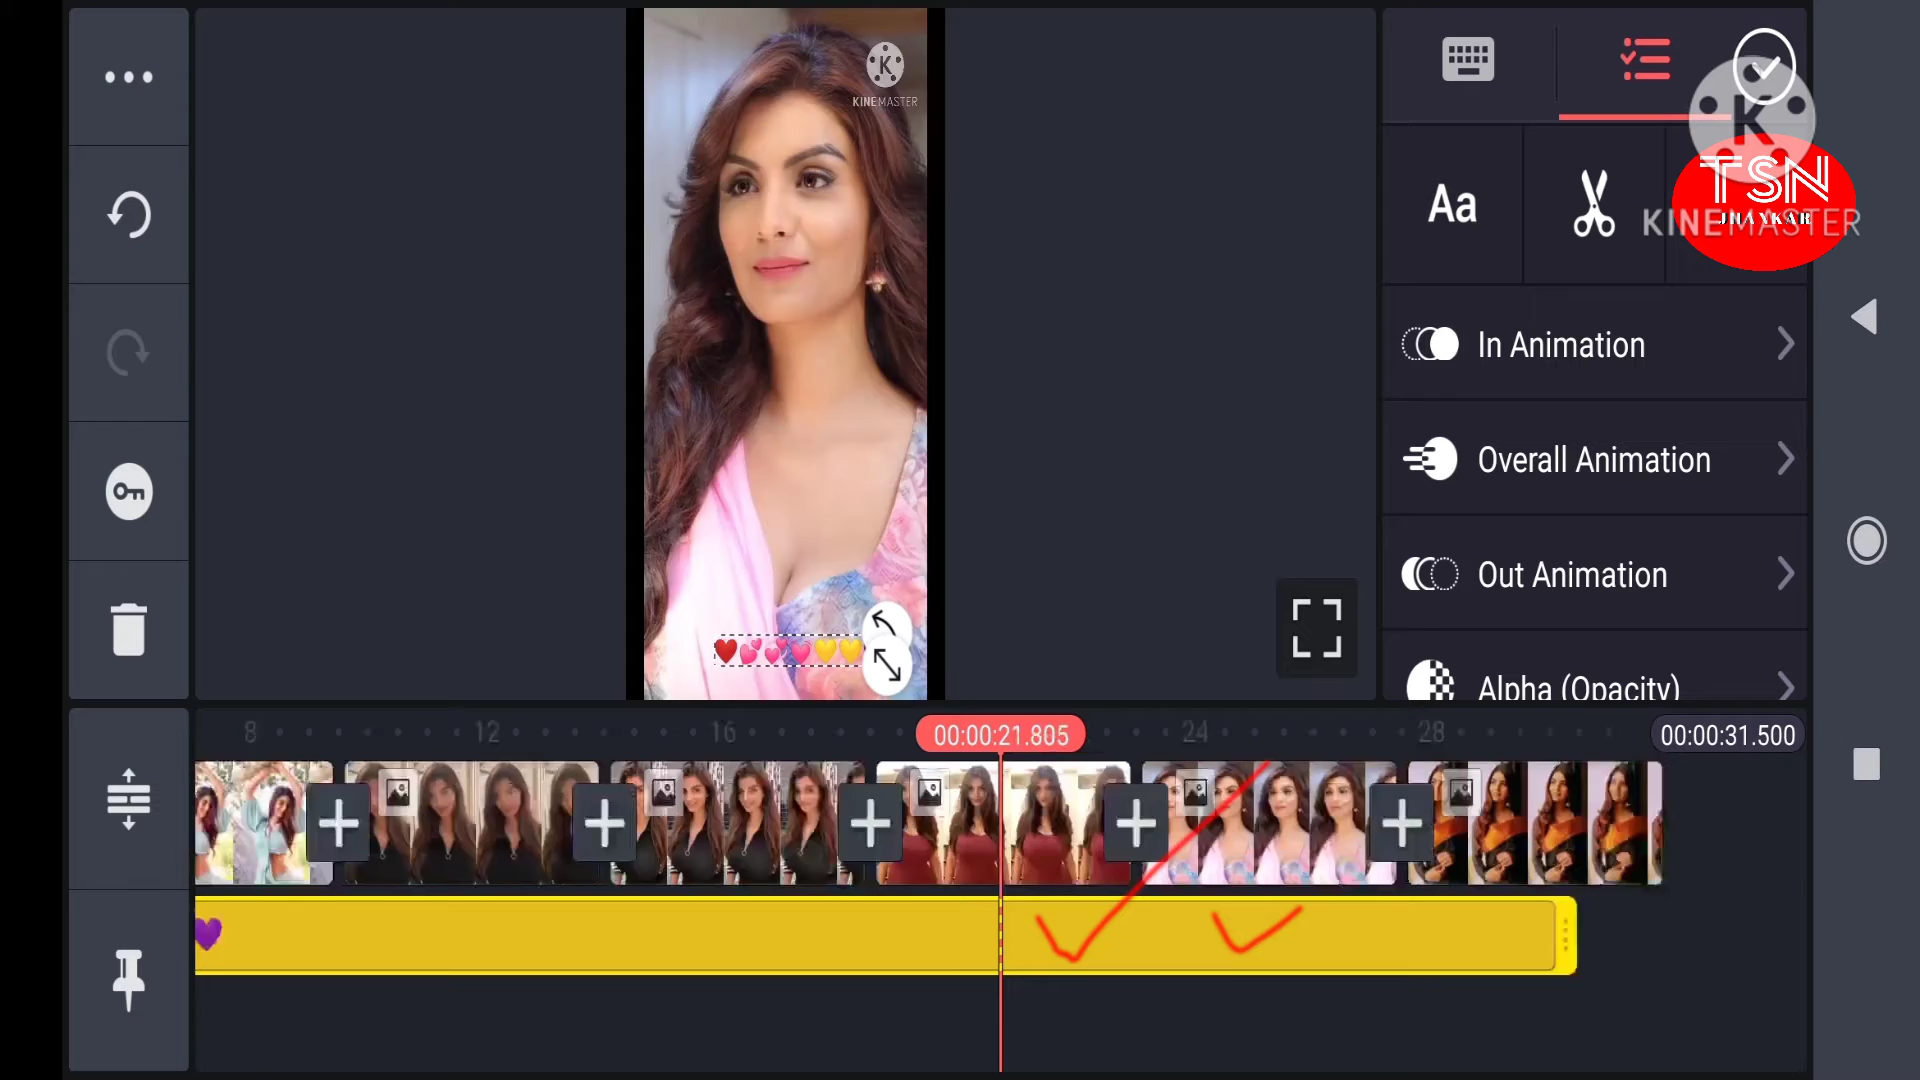 K
KINEMASTER
K
TSN
JHANKAR
KINEMASTER
Aa
In Animation
Overall Animation
Out Animation
Alpha (Opacity)
8
12
16
00:00:21.805
24
28
00:00:31.500